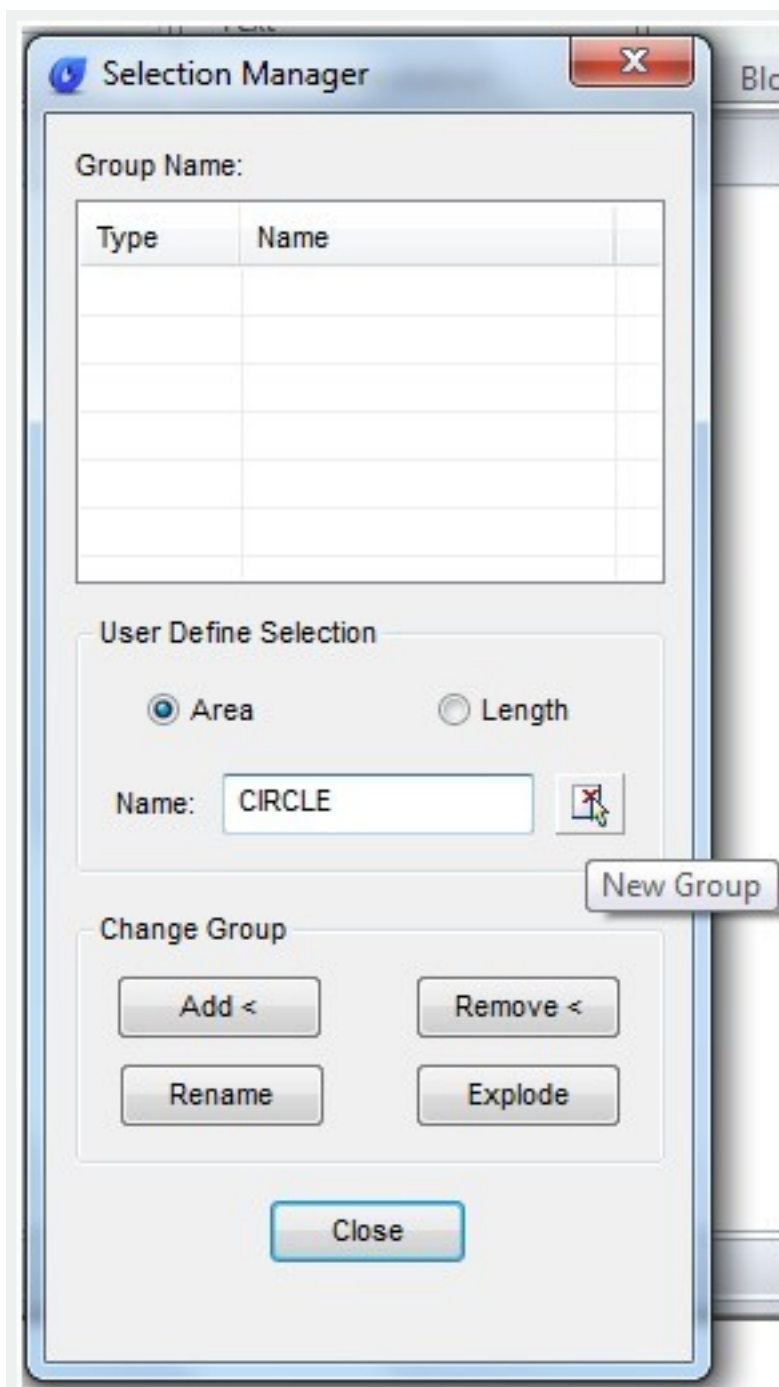 Selection Manager
Blo
Group Name:
Type Name
User Define Selection
Area Length
Name: CIRCLE
New Group
Change Group
Add < Remove <
Rename Explode
Close